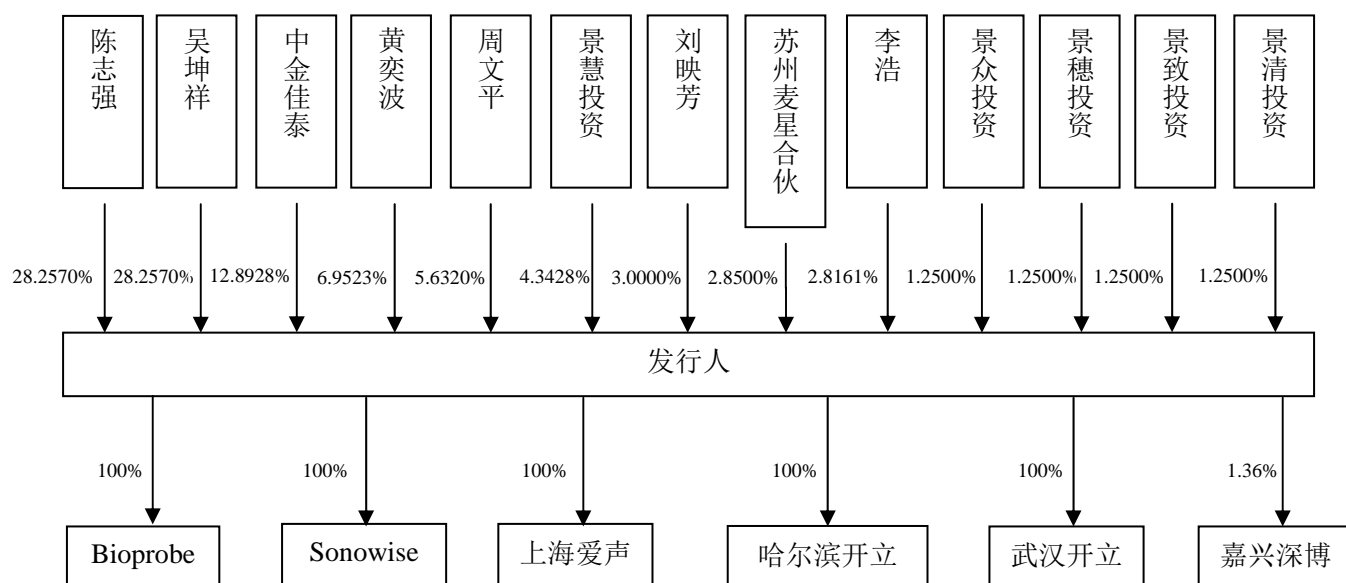 陈志强
吴坤祥
中金佳泰
黄奕波
周文平
景慧投资
刘映芳
苏州麦星合伙
李浩
景众投资
景穗投资
景致投资
景清投资
28.2570%
28.2570%
12.8928%
6.9523%
5.6320%
4.3428%
3.0000%
2.8500%
2.8161%
1.2500%
1.2500%
1.2500%
1.2500%
发行人
100%
100%
100%
100%
100%
1.36%
Bioprobe
Sonowise
上海爱声
哈尔滨开立
武汉开立
嘉兴深博